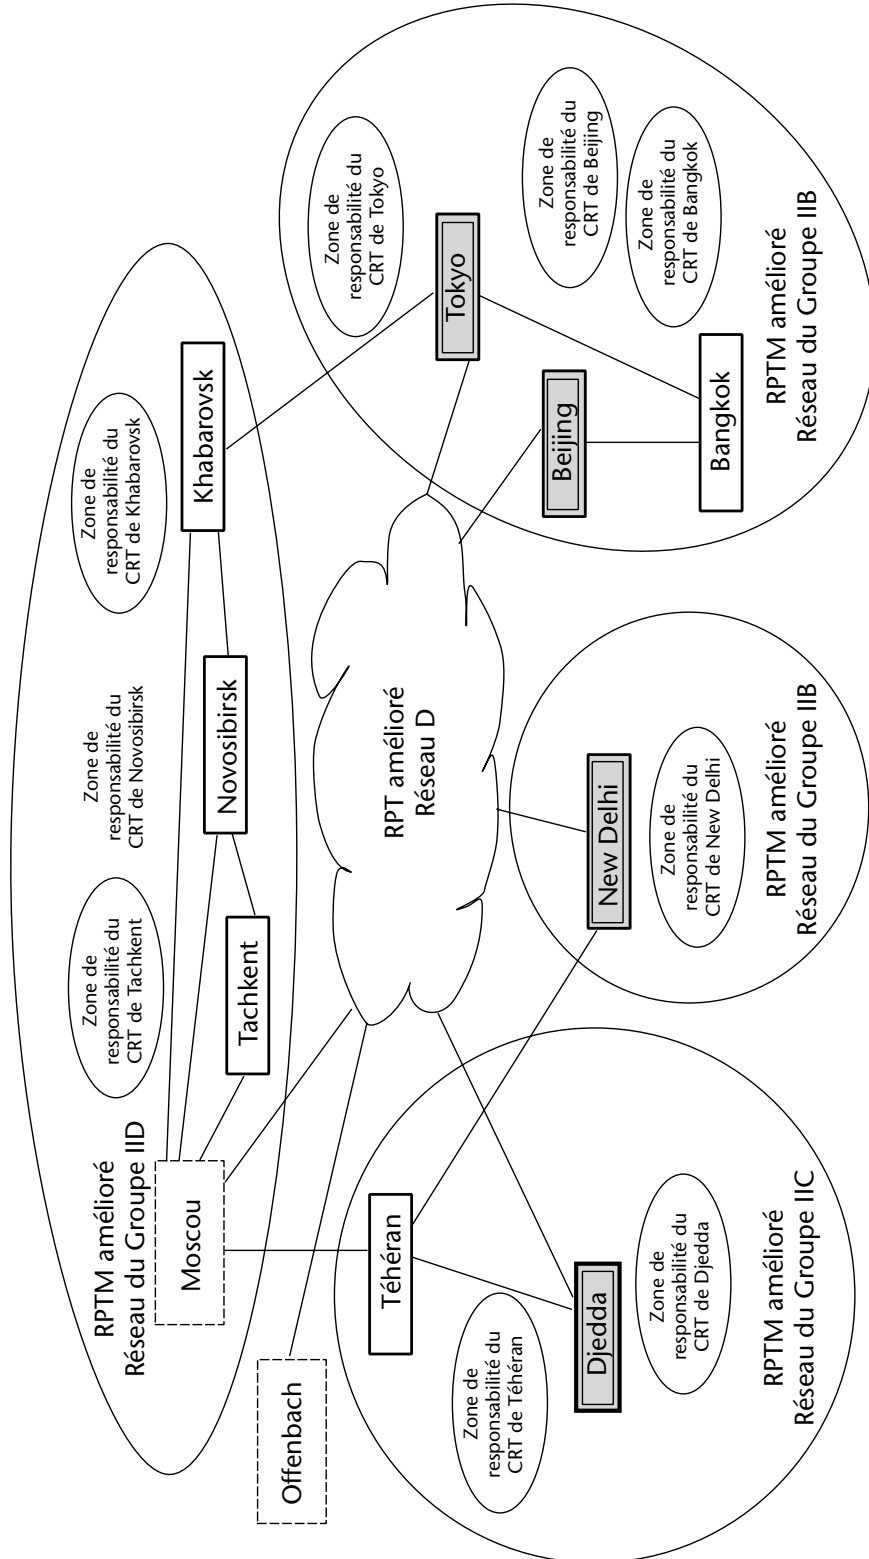 RPTM amélioré
Réseau du Groupe IID
Zone de
responsabilité du
CRT de Tachkent
Zone de
responsabilité du
CRT de Novosibirsk
Zone de
responsabilité du
CRT de Khabarovsk
Moscou
Tachkent
Novosibirsk
Khabarovsk
Offenbach
RPT amélioré
Réseau D
Téhéran
Zone de
responsabilité du
CRT de Téhéran
Djedda
Zone de
responsabilité du
CRT de Djedda
RPTM amélioré
Réseau du Groupe IIC
New Delhi
Zone de
responsabilité du
CRT de New Delhi
RPTM amélioré
Réseau du Groupe IIB
Zone de
responsabilité du
CRT de Tokyo
Tokyo
Beijing
Zone de
responsabilité du
CRT de Beijing
Zone de
responsabilité du
CRT de Bangkok
Bangkok
RPTM amélioré
Réseau du Groupe IIB